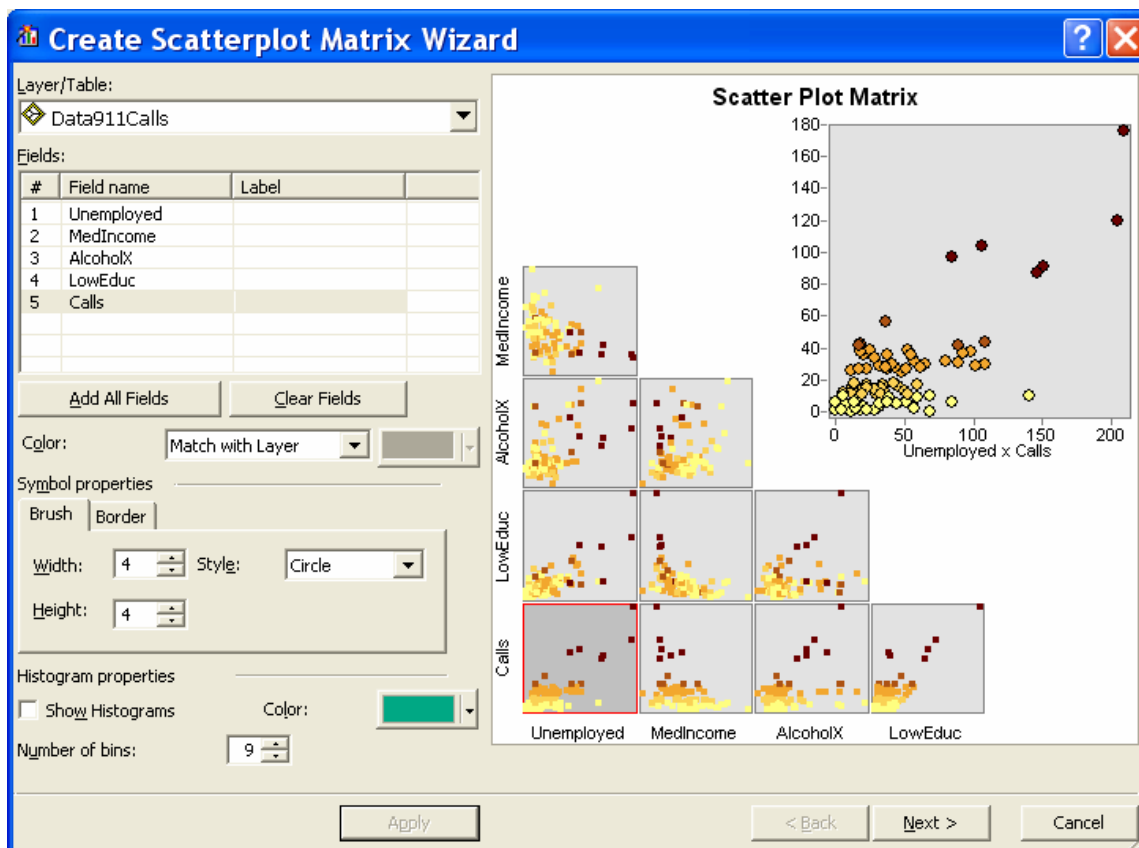 Create Scatterplot Matrix Wizard
?
Layer/Table:
Data911Calls
Fields:
# Field name Label
1 Unemployed
2 MedIncome
3 AlcoholX
4 LowEduc
5 Calls
Add All Fields Clear Fields
Color: Match with Layer
Symbol properties
Brush Border
Width: 4 Style: Circle
Height: 4
Histogram properties
Show Histograms Color:
Number of bins: 9
Scatter Plot Matrix
180
160
140
120
100
80
60
40
20
0
0 50 100 150 200
Unemployed x Calls
MedIncome
AlcoholX
LowEduc
Calls
Unemployed MedIncome AlcoholX LowEduc
Apply < Back Next > Cancel